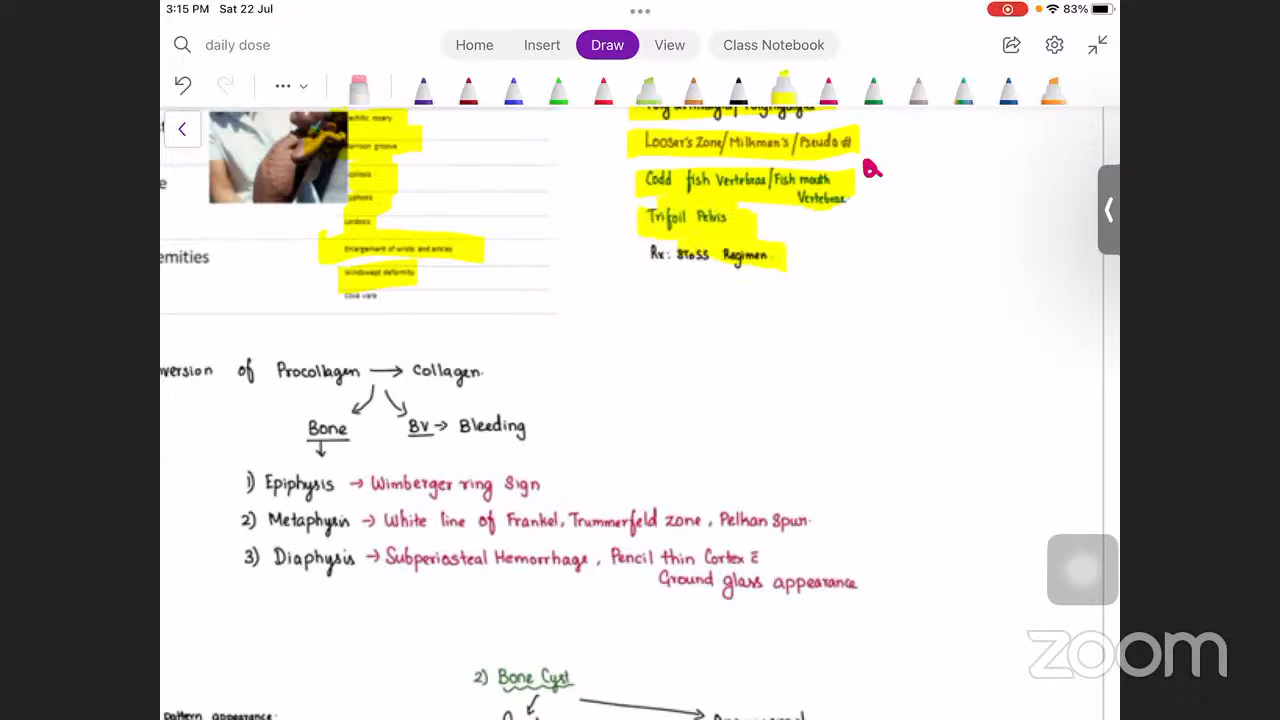 3:15 PM Sat 22 Jul
83%
daily dose
Home Insert Draw View Class Notebook
Looser's Zone/Milkman's/Pseudo #
Codd fish Vertebrae/Fish mouth
Vertebrae
Trifoil Pelvis
Rx: stoss Regimen
Lordosis
Enlargement of wrists and ankles
Windswept deformity
Coxa vara
emities
version of Procollagen → Collagen.
Bone BV → Bleeding
1) Epiphysis → Wimberger ring Sign
2) Metaphysis → White line of Frankel, Trummerfeld zone, Pelkan Spur
3) Diaphysis → Subperiosteal Hemorrhage, Pencil thin Cortex c̄
Ground glass appearance
2) Bone Cyst
pattern appearance:
zoom